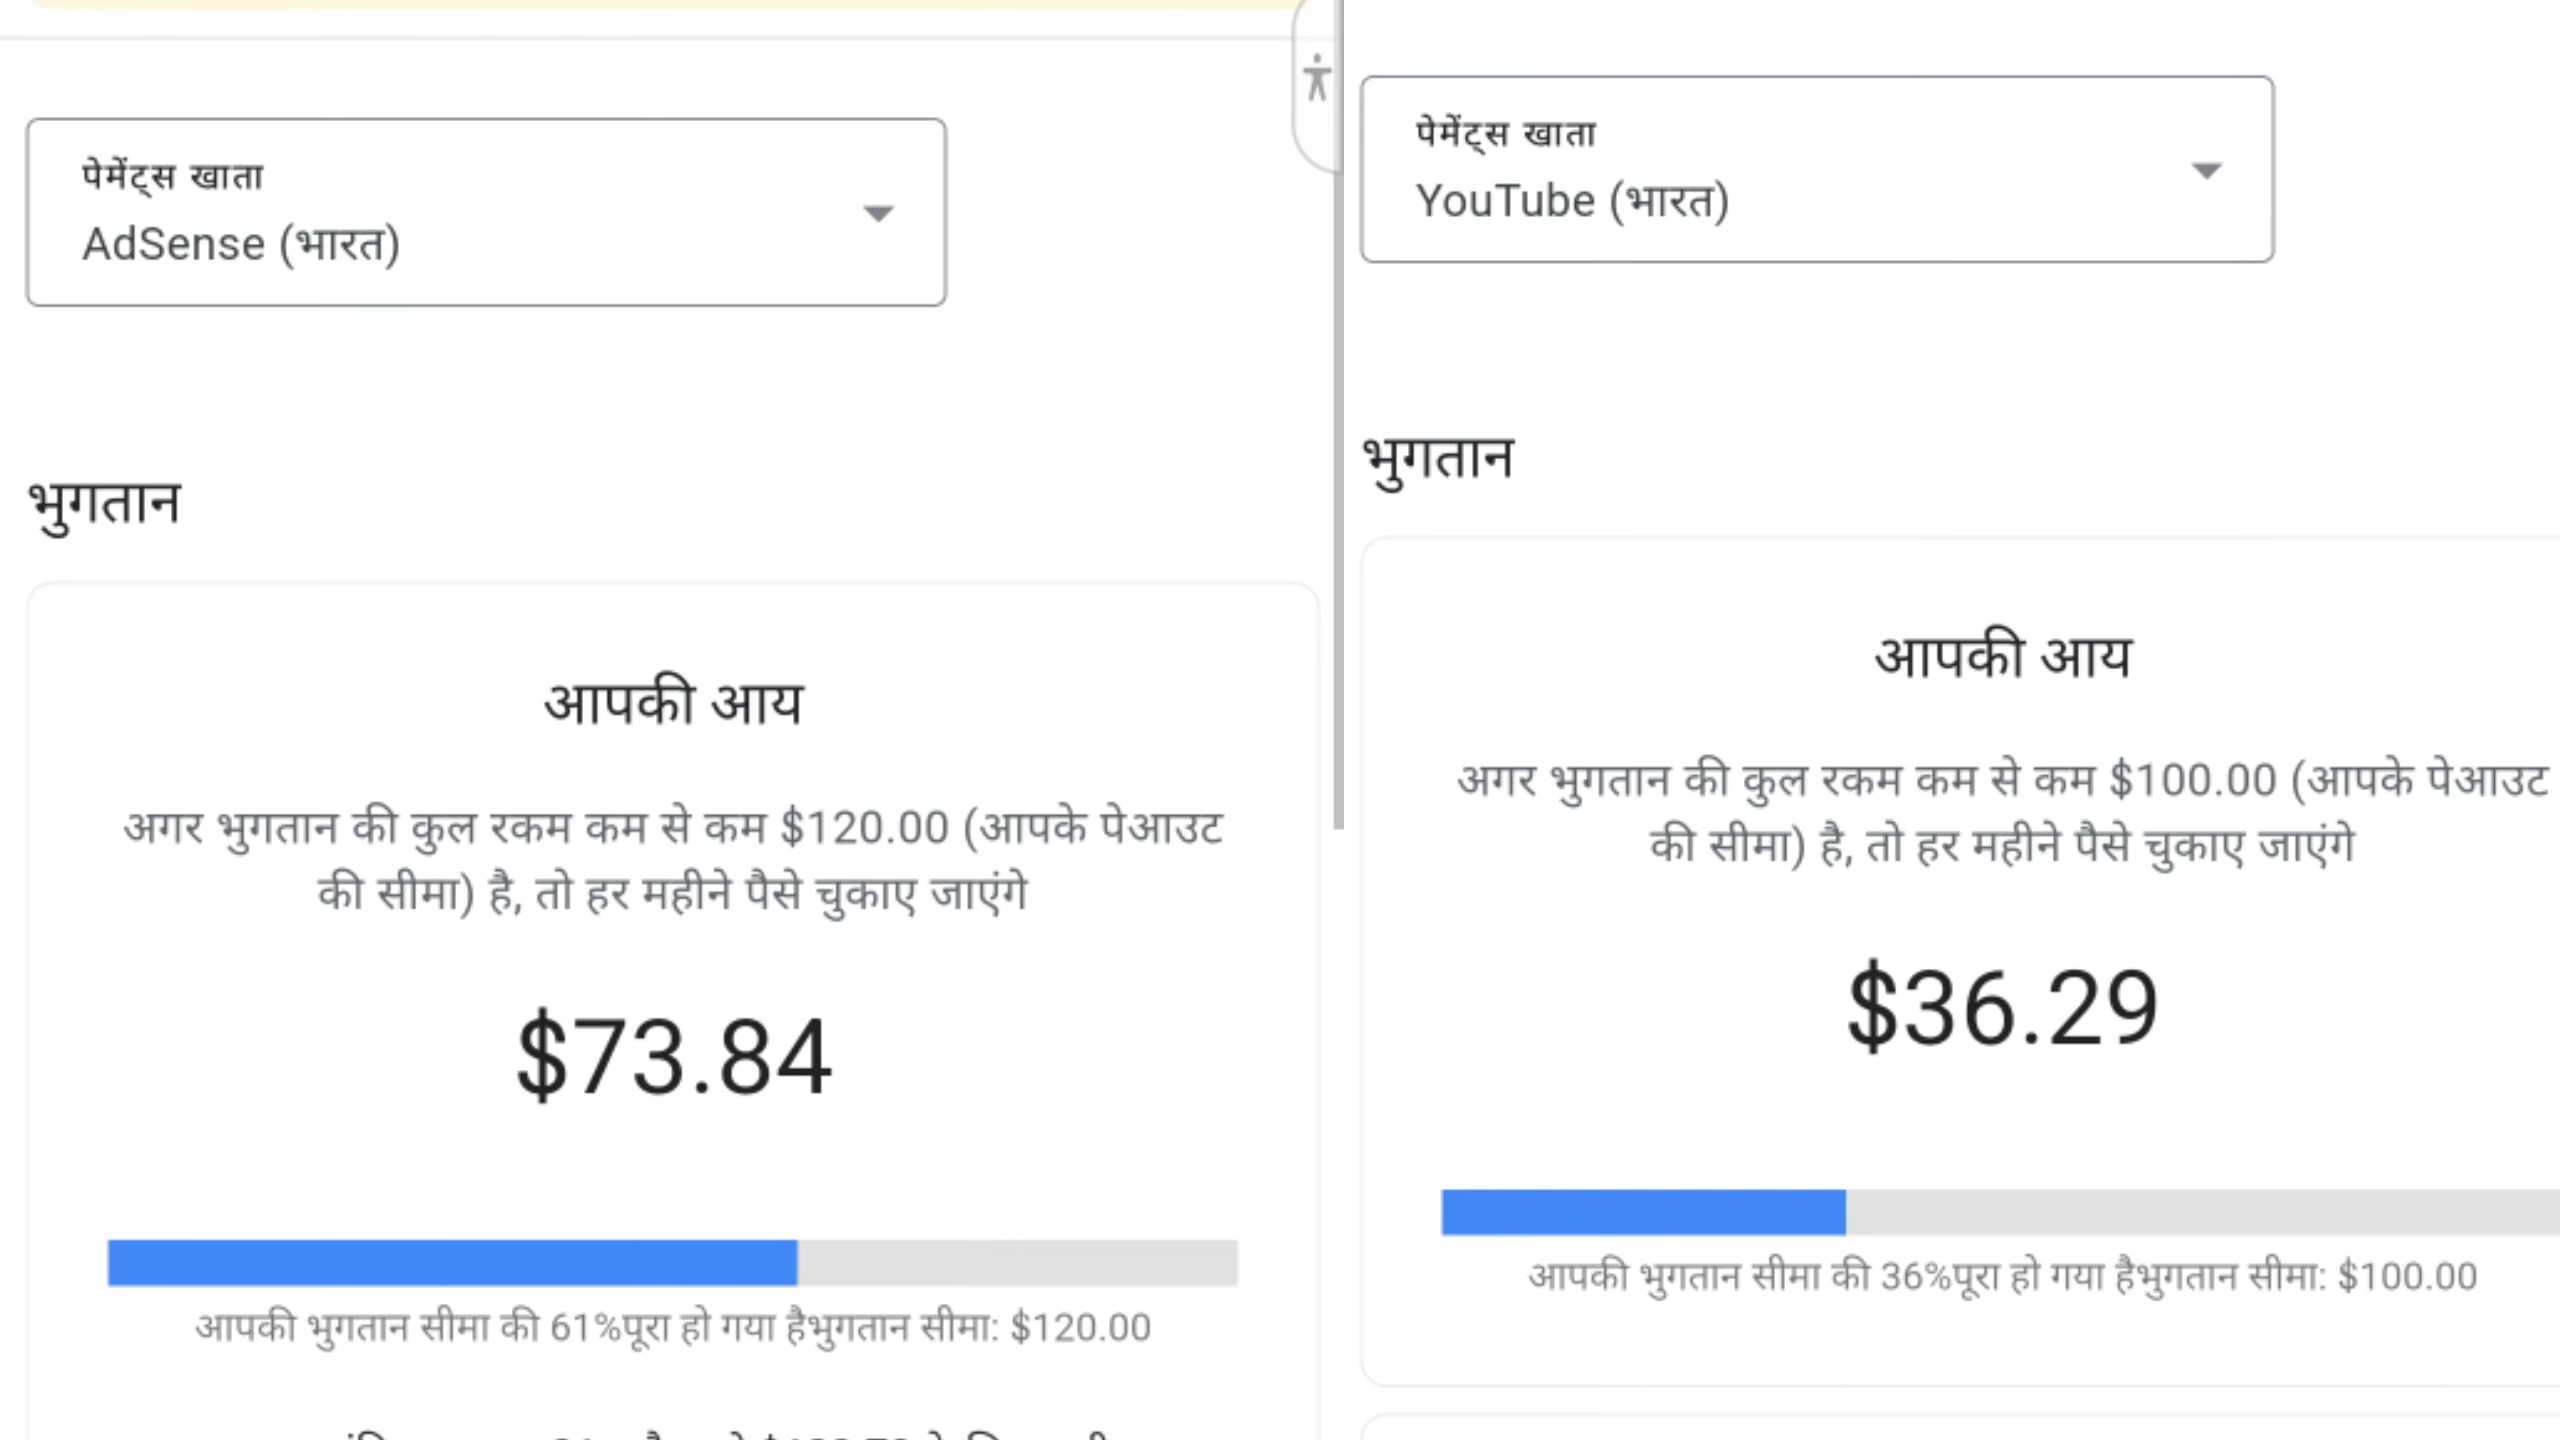 पेमेंट्स खाता
AdSense (भारत)
भुगतान
आपकी आय
अगर भुगतान की कुल रकम कम से कम $120.00 (आपके पेआउट
की सीमा) है, तो हर महीने पैसे चुकाए जाएंगे
$73.84
आपकी भुगतान सीमा की 61%पूरा हो गया हैभुगतान सीमा: $120.00
पेमेंट्स खाता
YouTube (भारत)
भुगतान
आपकी आय
अगर भुगतान की कुल रकम कम से कम $100.00 (आपके पेआउट
की सीमा) है, तो हर महीने पैसे चुकाए जाएंगे
$36.29
आपकी भुगतान सीमा की 36%पूरा हो गया हैभुगतान सीमा: $100.00